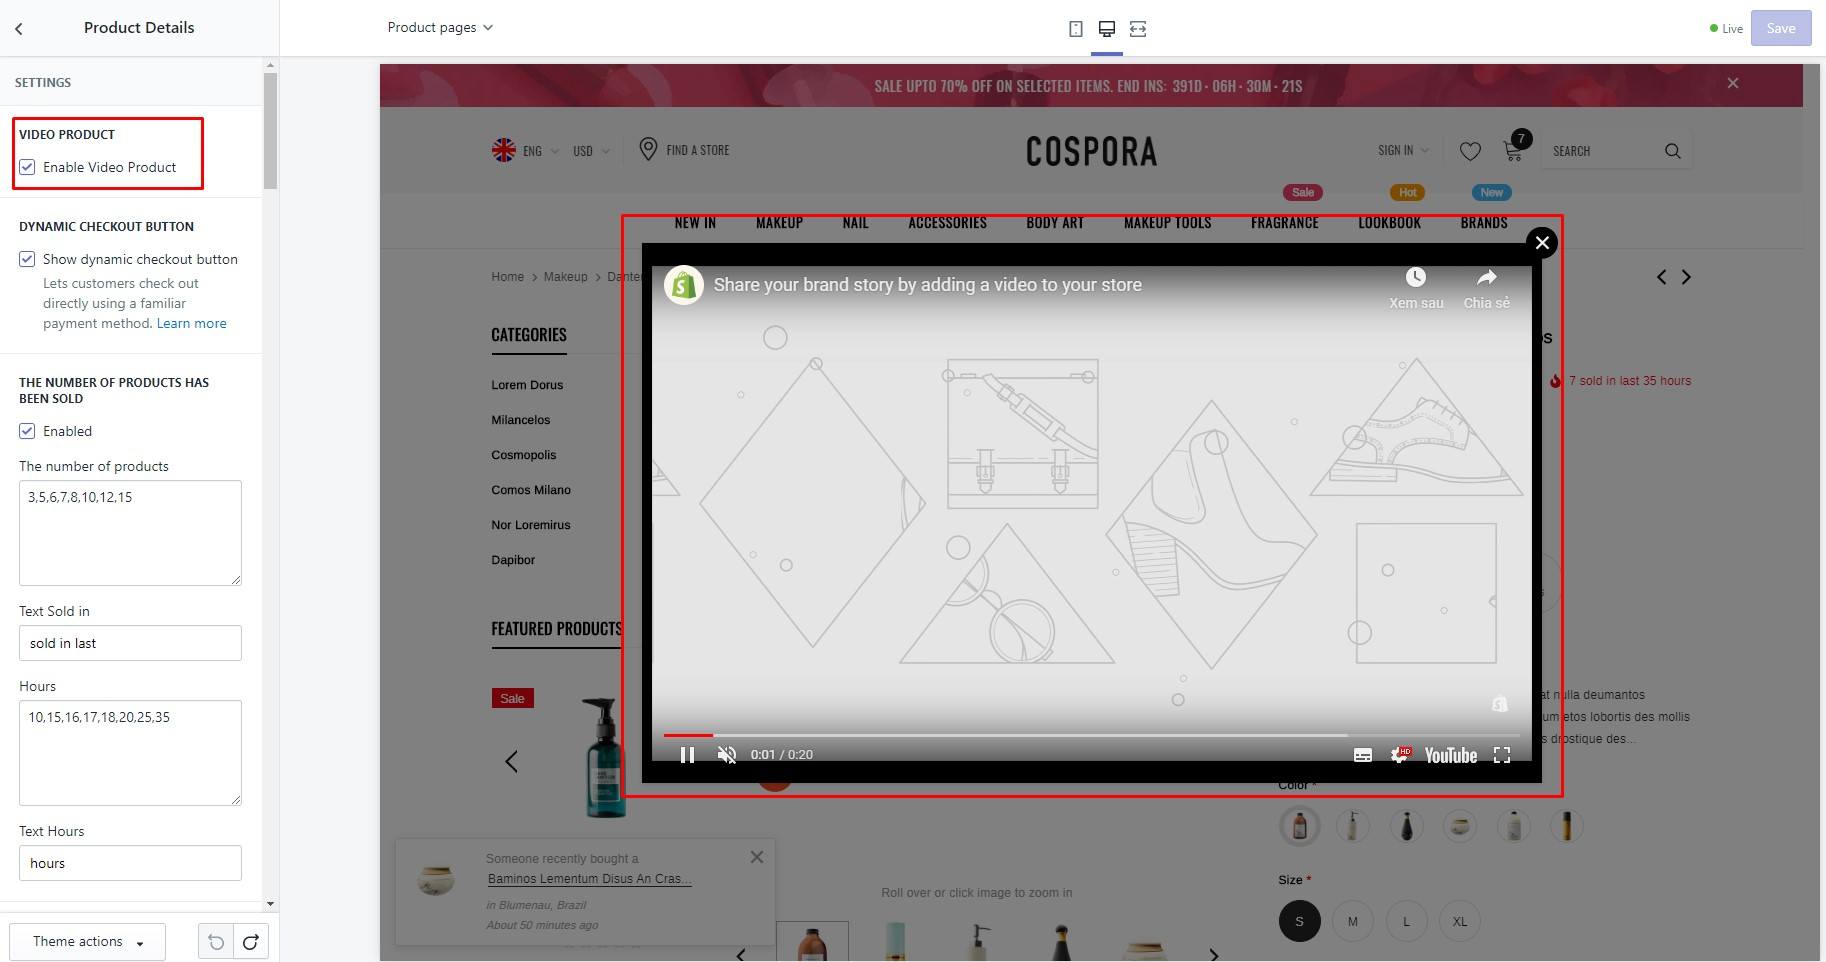 Product Details
Product pages
Live
Save
SETTINGS
VIDEO PRODUCT
Enable Video Product
DYNAMIC CHECKOUT BUTTON
Show dynamic checkout button
Lets customers check out
directly using a familiar
payment method. Learn more
THE NUMBER OF PRODUCTS HAS
BEEN SOLD
Enabled
The number of products
3,5,6,7,8,10,12,15
Text Sold in
sold in last
Hours
10,15,16,17,18,20,25,35
Text Hours
hours
Theme actions
SALE UPTO 70% OFF ON SELECTED ITEMS. END INS: 391D · 06H · 30M · 21S
ENG USD FIND A STORE
COSPORA
SIGN IN 7 SEARCH
Sale Hot New
NEW IN MAKEUP NAIL ACCESSORIES BODY ART MAKEUP TOOLS FRAGRANCE LOOKBOOK BRANDS
Home > Makeup >
CATEGORIES
Lorem Dorus
Milancelos
Cosmopolis
Comos Milano
Nor Loremirus
Dapibor
FEATURED PRODUCTS
Sale
Share your brand story by adding a video to your store
Xem sau Chia sẻ
0:01 / 0:20
HD YouTube
7 sold in last 35 hours
nulla deumantos
etos lobortis des mollis
drostique des...
Color *
Size *
S M L XL
Roll over or click image to zoom in
Someone recently bought a
Baminos Lementum Disus An Cras...
in Blumenau, Brazil
About 50 minutes ago